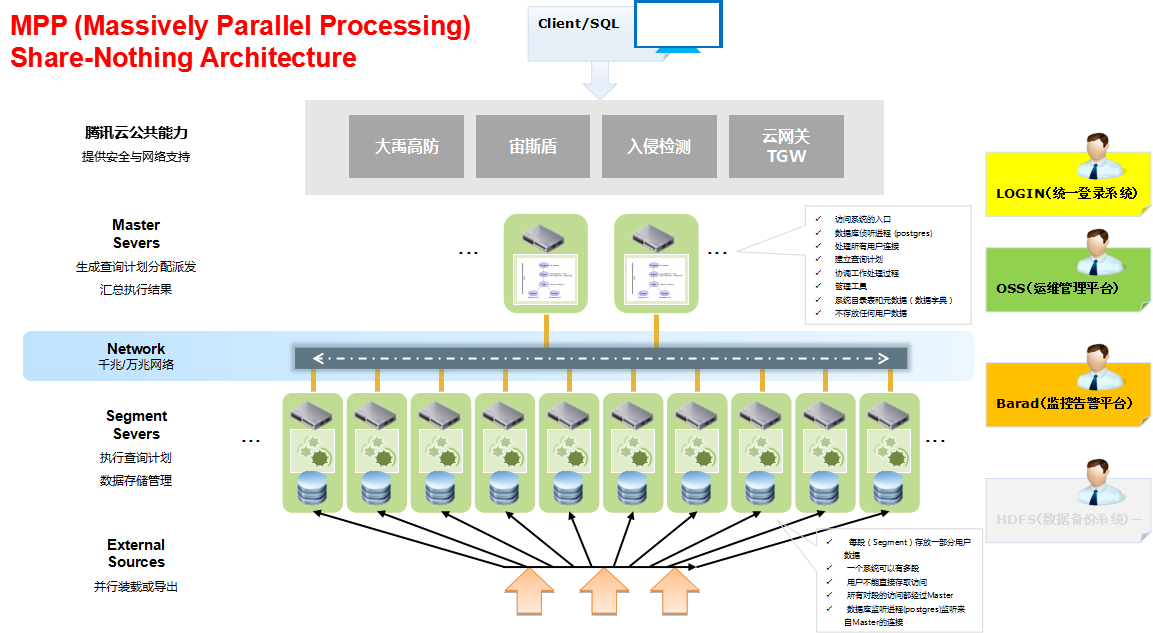 MPP (Massively Parallel Processing)
Share-Nothing Architecture
Client/SQL
腾讯云公共能力
提供安全与网络支持
大禹高防
宙斯盾
入侵检测
云网关
TGW
LOGIN(统一登录系统)
Master
Severs
生成查询计划分配派发
汇总执行结果
...
...
访问系统的入口
数据库侦听进程 (postgres)
处理所有用户连接
建立查询计划
协调工作处理过程
管理工具
系统目录表和元数据（数据字典）
不存放任何用户数据
OSS(运维管理平台)
Network
千兆/万兆网络
Barad(监控告警平台)
Segment
Severs
执行查询计划
数据存储管理
...
...
HDFS(数据备份系统)一
External
Sources
并行装载或导出
每段（Segment）存放一部分用户
数据
一个系统可以有多段
用户不能直接存取访问
所有对段的访问都经过Master
数据库监听进程(postgres)监听来
自Master的连接